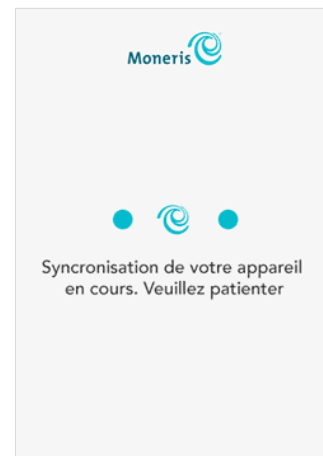 Moneris
Syncronisation de votre appareil
en cours. Veuillez patienter